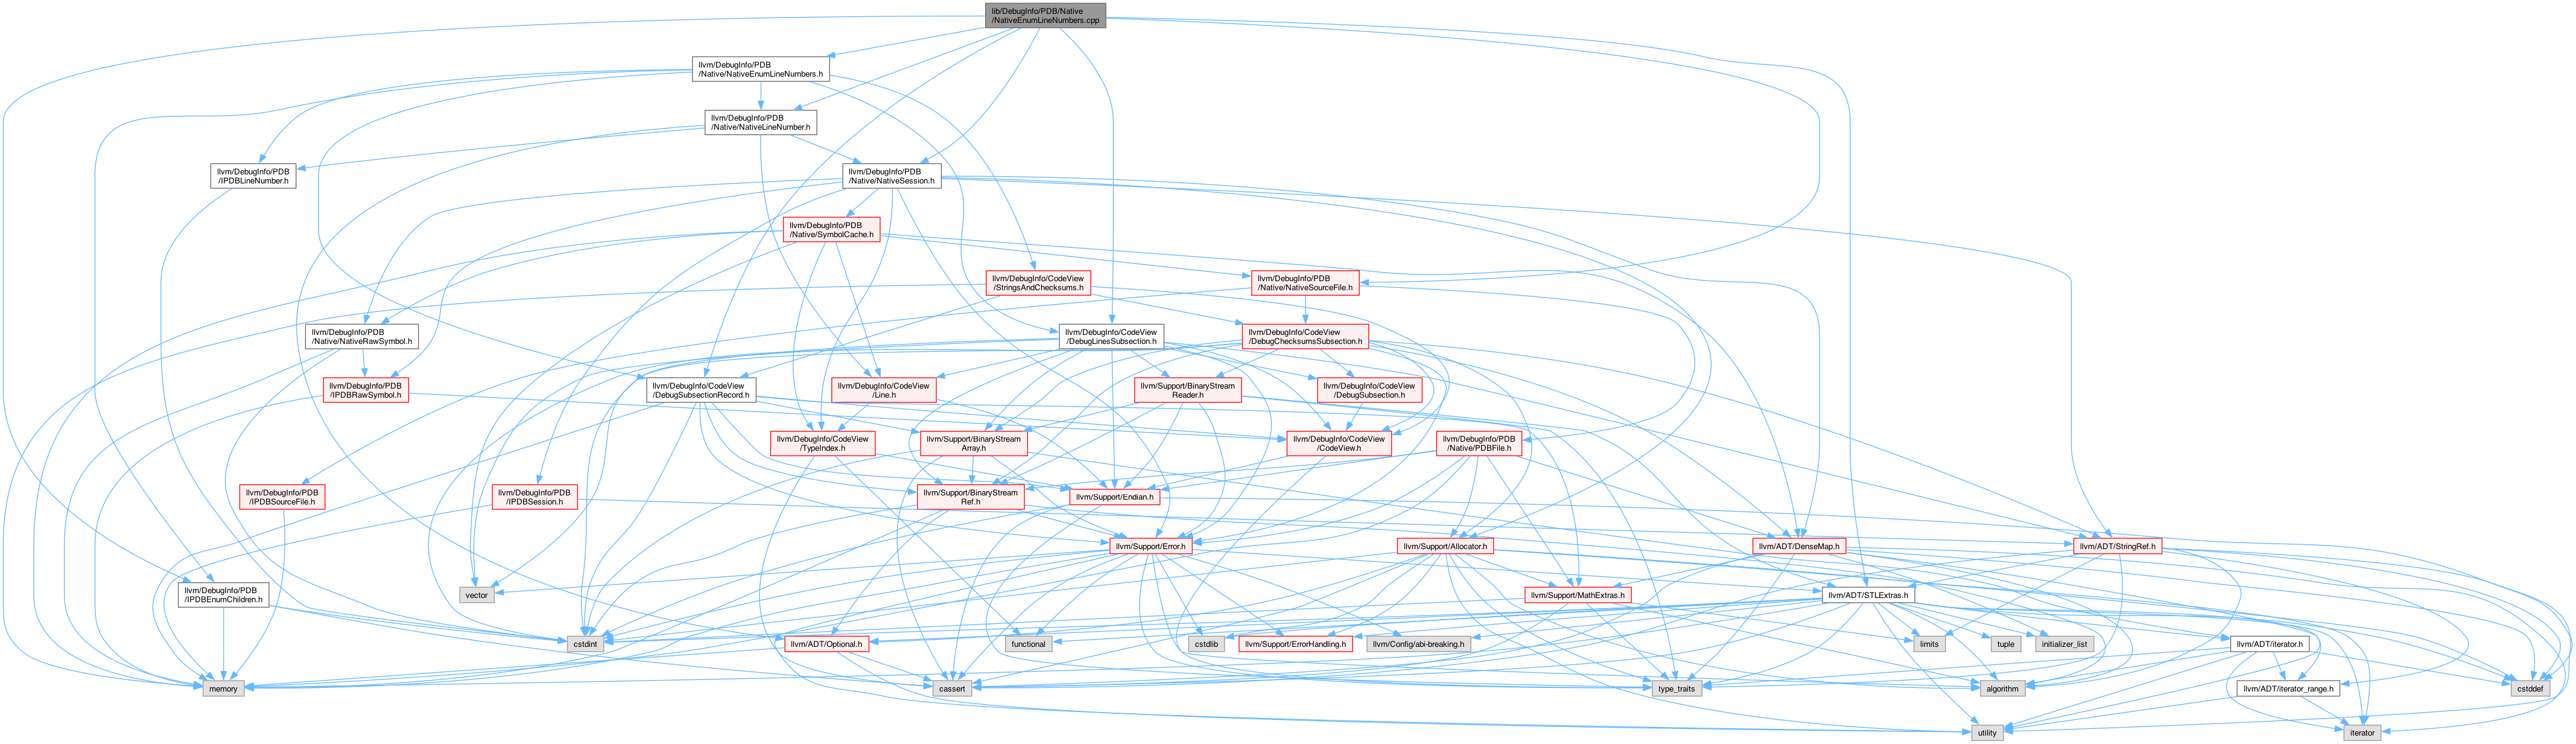 lib/DebugInfo/PDB/Native
/NativeEnumLineNumbers.cpp
llvm/DebugInfo/PDB
/Native/NativeEnumLineNumbers.h
llvm/DebugInfo/PDB
/Native/NativeLineNumber.h
llvm/DebugInfo/PDB
/IPDBLineNumber.h
llvm/DebugInfo/PDB
/Native/NativeSession.h
llvm/DebugInfo/PDB
/Native/SymbolCache.h
llvm/DebugInfo/CodeView
/StringsAndChecksums.h
llvm/DebugInfo/PDB
/Native/NativeSourceFile.h
llvm/DebugInfo/PDB
/Native/NativeRawSymbol.h
llvm/DebugInfo/CodeView
/DebugLinesSubsection.h
llvm/DebugInfo/CodeView
/DebugChecksumsSubsection.h
llvm/DebugInfo/PDB
/IPDBRawSymbol.h
llvm/DebugInfo/CodeView
/DebugSubsectionRecord.h
llvm/DebugInfo/CodeView
/Line.h
llvm/Support/BinaryStream
Reader.h
llvm/DebugInfo/CodeView
/DebugSubsection.h
llvm/DebugInfo/CodeView
/TypeIndex.h
llvm/Support/BinaryStream
Array.h
llvm/DebugInfo/CodeView
/CodeView.h
llvm/DebugInfo/PDB
/Native/PDBFile.h
llvm/DebugInfo/PDB
/IPDBSourceFile.h
llvm/DebugInfo/PDB
/IPDBSession.h
llvm/Support/BinaryStream
Ref.h
llvm/Support/Endian.h
llvm/Support/Error.h
llvm/Support/Allocator.h
llvm/ADT/DenseMap.h
llvm/ADT/StringRef.h
llvm/DebugInfo/PDB
/IPDBEnumChildren.h
vector
llvm/Support/MathExtras.h
llvm/ADT/STLExtras.h
cstdint
llvm/ADT/Optional.h
functional
cstdlib
llvm/Support/ErrorHandling.h
llvm/Config/abi-breaking.h
limits
tuple
initializer_list
llvm/ADT/iterator.h
memory
cassert
type_traits
algorithm
llvm/ADT/iterator_range.h
cstddef
utility
iterator